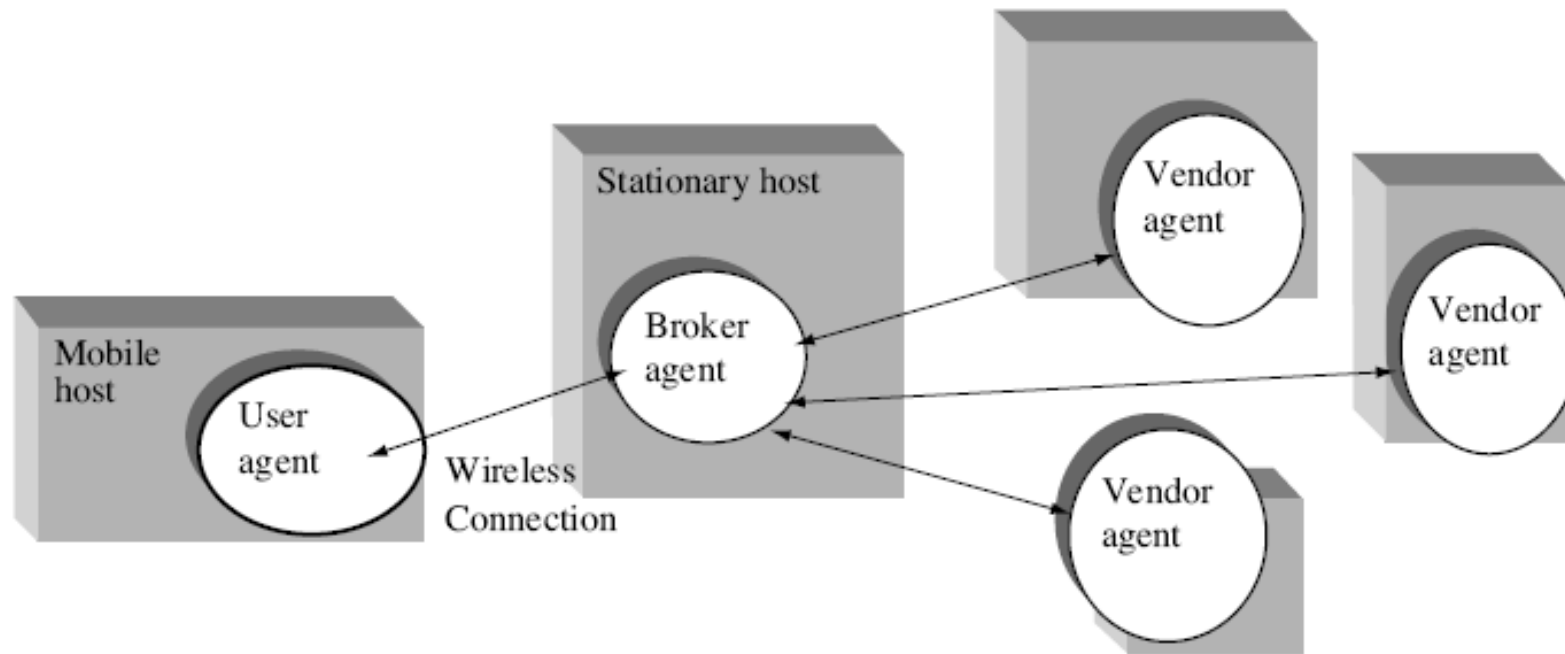 Mobile
host
User
agent
Wireless
Connection
Stationary host
Broker
agent
Vendor
agent
Vendor
agent
Vendor
agent